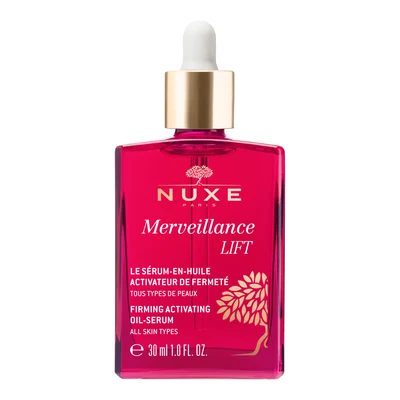 NUXE
PARIS
Merveillance
LIFT
LE SÉRUM-EN-HUILE
ACTIVATEUR DE FERMETÉ
TOUS TYPES DE PEAUX
FIRMING ACTIVATING
OIL-SERUM
ALL SKIN TYPES
℮ 30 ml 1.0 FL. OZ.